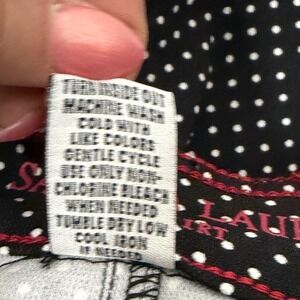 TURN INSIDE OUT
MACHINE WASH
COLD WITH
LIKE COLORS
GENTLE CYCLE
USE ONLY NON-
CHLORINE BLEACH
WHEN NEEDED
TUMBLE DRY LOW
COOL IRON
IF NEEDED